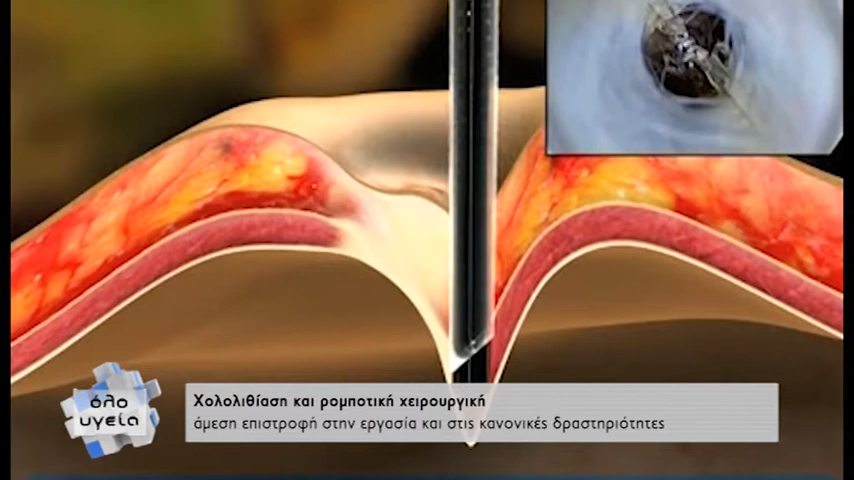 όλο
υγεία
Χολολιθίαση και ρομποτική χειρουργική
άμεση επιστροφή στην εργασία και στις κανονικές δραστηριότητες